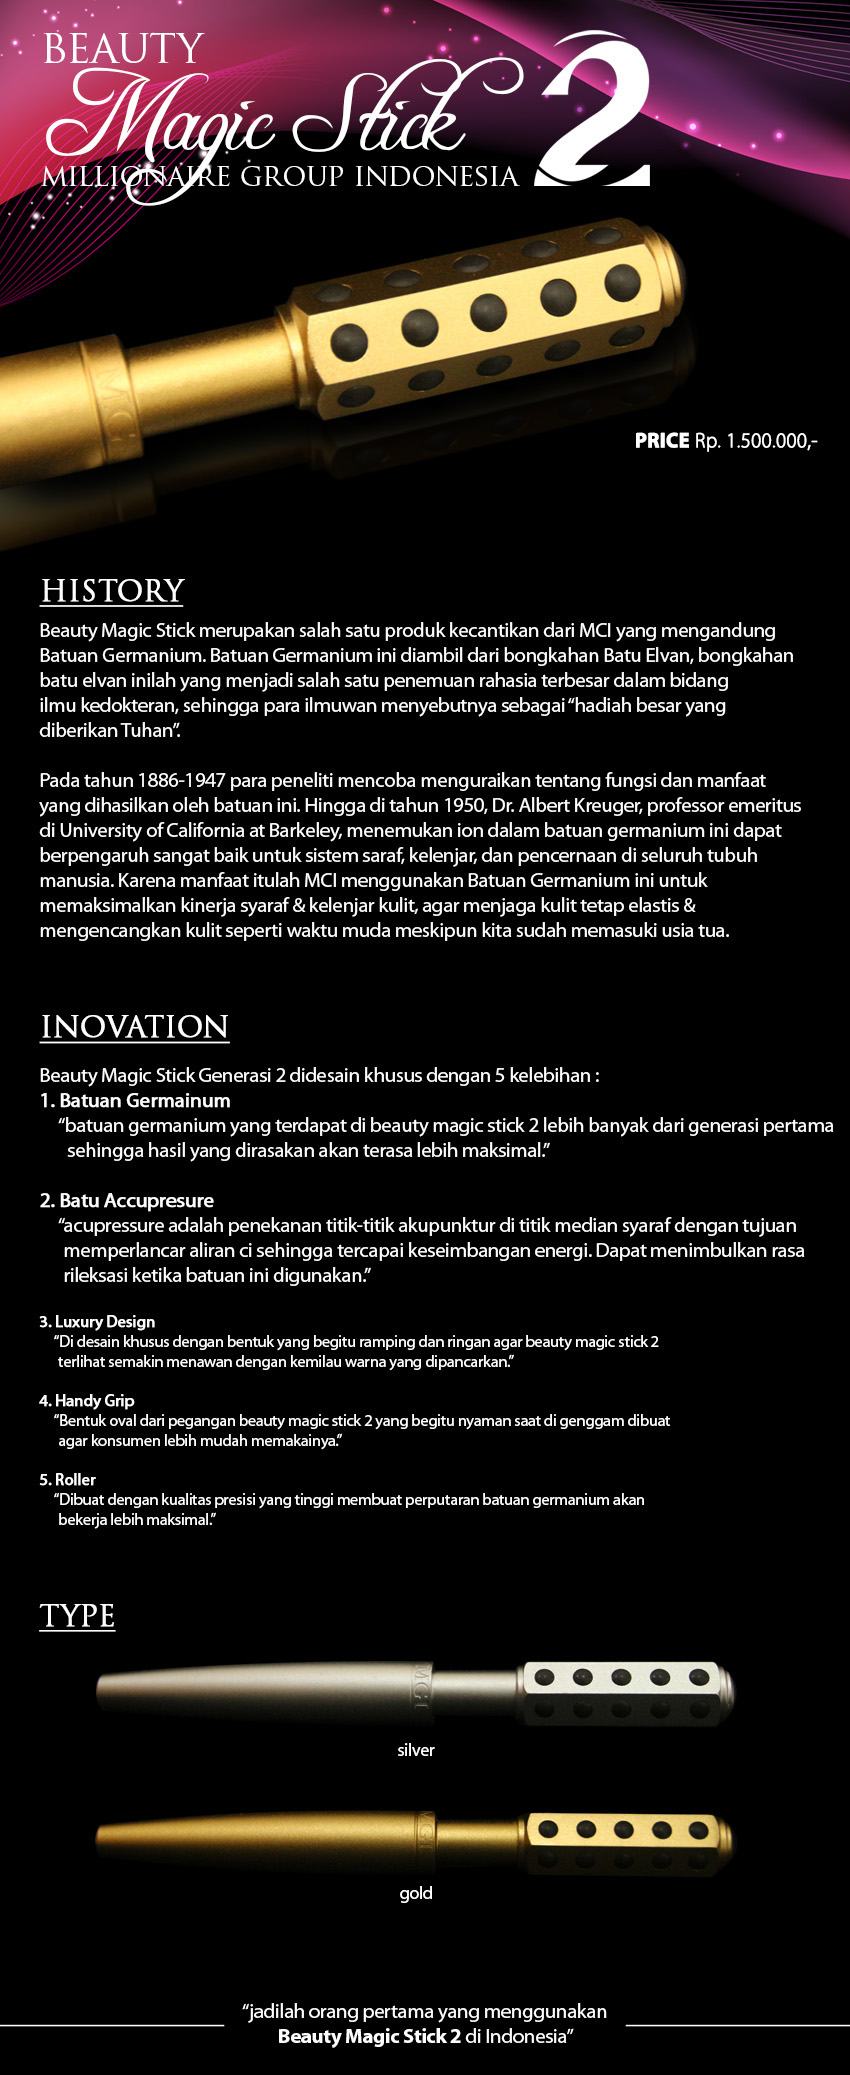 BEAUTY
Magic Stick 2
MILLIONAIRE GROUP INDONESIA
MCI
PRICE Rp. 1.500.000,-
HISTORY
Beauty Magic Stick merupakan salah satu produk kecantikan dari MCI yang mengandung
Batuan Germanium. Batuan Germanium ini diambil dari bongkahan Batu Elvan, bongkahan
batu elvan inilah yang menjadi salah satu penemuan rahasia terbesar dalam bidang
ilmu kedokteran, sehingga para ilmuwan menyebutnya sebagai “hadiah besar yang
diberikan Tuhan”.
Pada tahun 1886-1947 para peneliti mencoba menguraikan tentang fungsi dan manfaat
yang dihasilkan oleh batuan ini. Hingga di tahun 1950, Dr. Albert Kreuger, professor emeritus
di University of California at Barkeley, menemukan ion dalam batuan germanium ini dapat
berpengaruh sangat baik untuk sistem saraf, kelenjar, dan pencernaan di seluruh tubuh
manusia. Karena manfaat itulah MCI menggunakan Batuan Germanium ini untuk
memaksimalkan kinerja syaraf & kelenjar kulit, agar menjaga kulit tetap elastis &
mengencangkan kulit seperti waktu muda meskipun kita sudah memasuki usia tua.
INOVATION
Beauty Magic Stick Generasi 2 didesain khusus dengan 5 kelebihan :
1. Batuan Germainum
“batuan germanium yang terdapat di beauty magic stick 2 lebih banyak dari generasi pertama
sehingga hasil yang dirasakan akan terasa lebih maksimal.”
2. Batu Accupresure
“acupressure adalah penekanan titik-titik akupunktur di titik median syaraf dengan tujuan
memperlancar aliran ci sehingga tercapai keseimbangan energi. Dapat menimbulkan rasa
rileksasi ketika batuan ini digunakan.”
3. Luxury Design
“Di desain khusus dengan bentuk yang begitu ramping dan ringan agar beauty magic stick 2
terlihat semakin menawan dengan kemilau warna yang dipancarkan.”
4. Handy Grip
“Bentuk oval dari pegangan beauty magic stick 2 yang begitu nyaman saat di genggam dibuat
agar konsumen lebih mudah memakainya.”
5. Roller
“Dibuat dengan kualitas presisi yang tinggi membuat perputaran batuan germanium akan
bekerja lebih maksimal.”
TYPE
MGI
silver
MGI
gold
“jadilah orang pertama yang menggunakan
Beauty Magic Stick 2 di Indonesia”